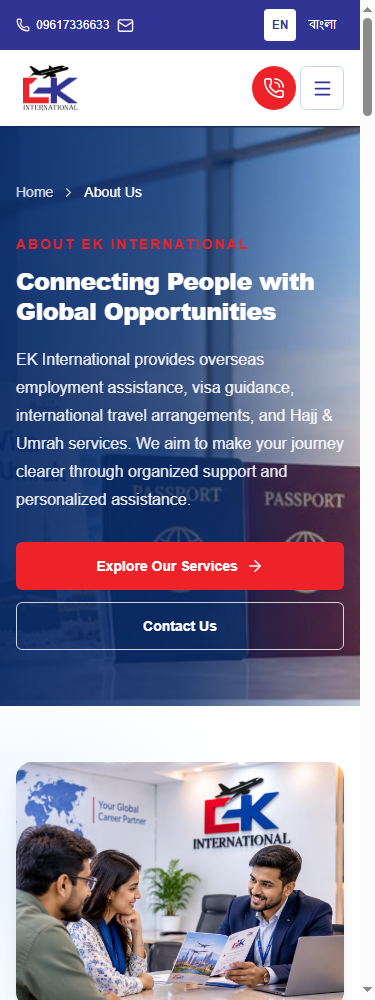 09617336633
EN
বাংলা
EK
INTERNATIONAL
Home > About Us
ABOUT EK INTERNATIONAL
Connecting People with
Global Opportunities
EK International provides overseas
employment assistance, visa guidance,
international travel arrangements, and Hajj &
Umrah services. We aim to make your journey
clearer through organized support and
personalized assistance.
PASSPORT
PASSPORT
Explore Our Services
Contact Us
Your Global
Career Partner
EK
INTERNATIONAL